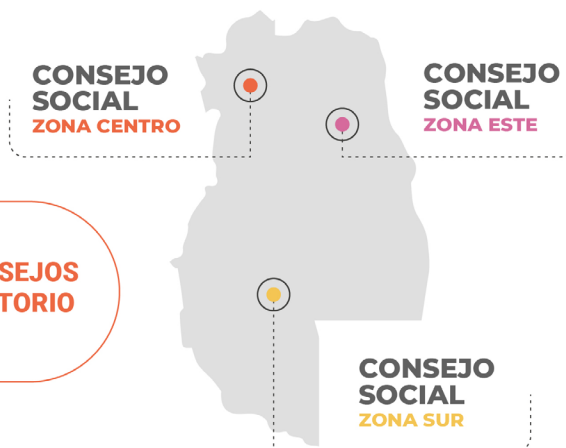 CONSEJO
SOCIAL
ZONA CENTRO
CONSEJO
SOCIAL
ZONA ESTE
SEJOS
TORIO
CONSEJO
SOCIAL
ZONA SUR